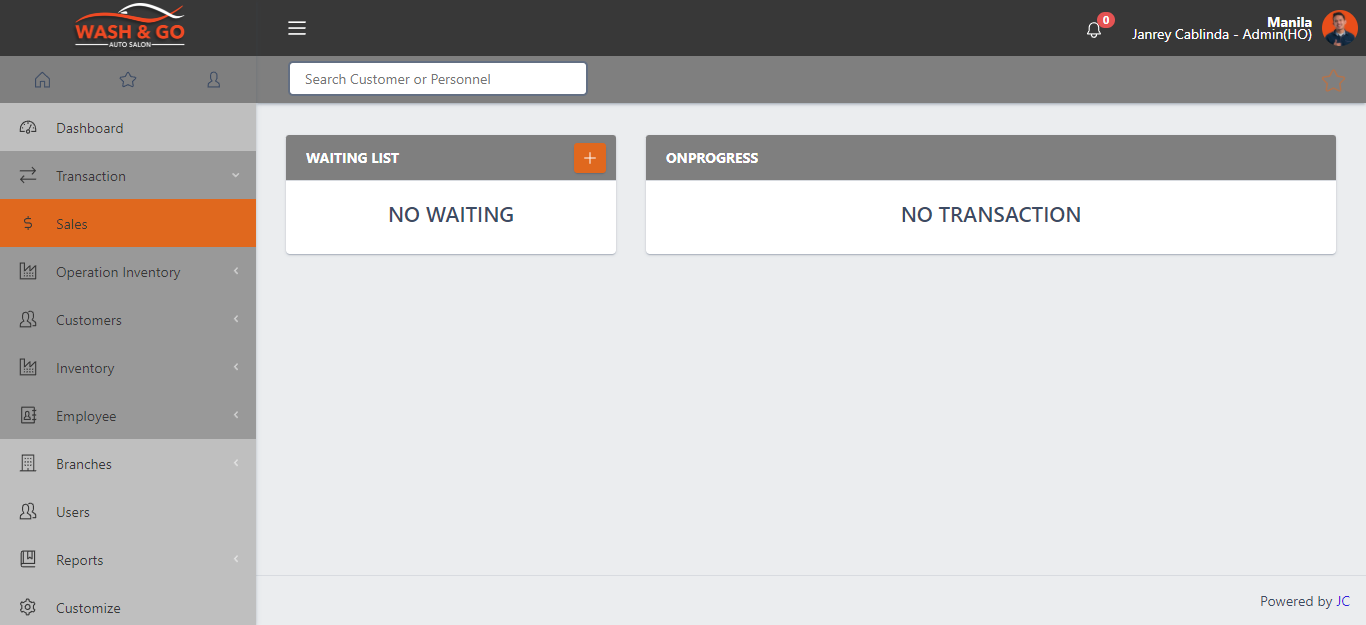 WASH & GO
AUTO SALON
0
Manila
Janrey Cablinda - Admin(HO)
Search Customer or Personnel
Dashboard
Transaction
Sales
Operation Inventory
Customers
Inventory
Employee
Branches
Users
Reports
Customize
WAITING LIST
NO WAITING
ONPROGRESS
NO TRANSACTION
Powered by JC